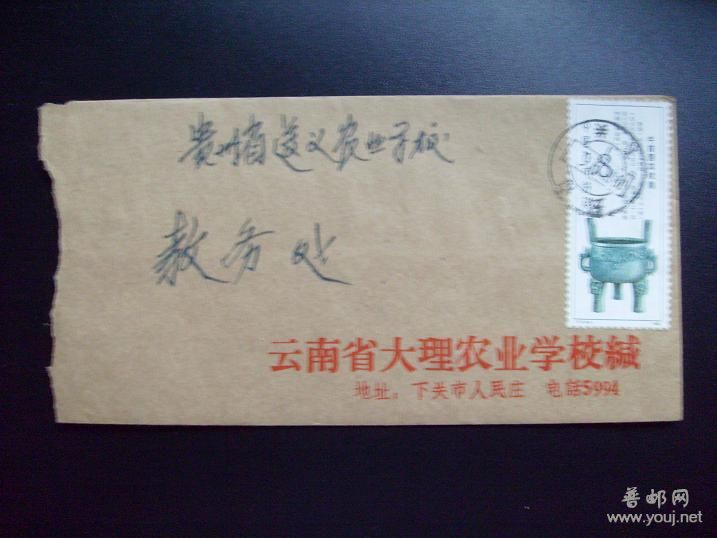 贵州省遵义农业学校
教务处
云南省大理农业学校緘
地址：下关市人民庄 电話5994
普邮网
www.youj.net